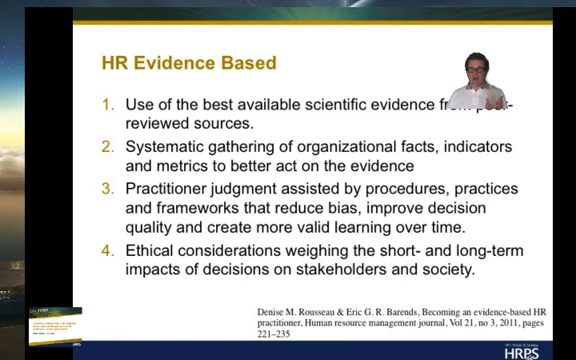 HR Evidence Based
1. Use of the best available scientific evidence from peer-
reviewed sources.
2. Systematic gathering of organizational facts, indicators
and metrics to better act on the evidence
3. Practitioner judgment assisted by procedures, practices
and frameworks that reduce bias, improve decision
quality and create more valid learning over time.
4. Ethical considerations weighing the short- and long-term
impacts of decisions on stakeholders and society.
Denise M. Rousseau & Eric G. R. Barends, Becoming an evidence-based HR
practitioner, Human resource management journal, Vol 21, no 3, 2011, pages
221–235
HRPS